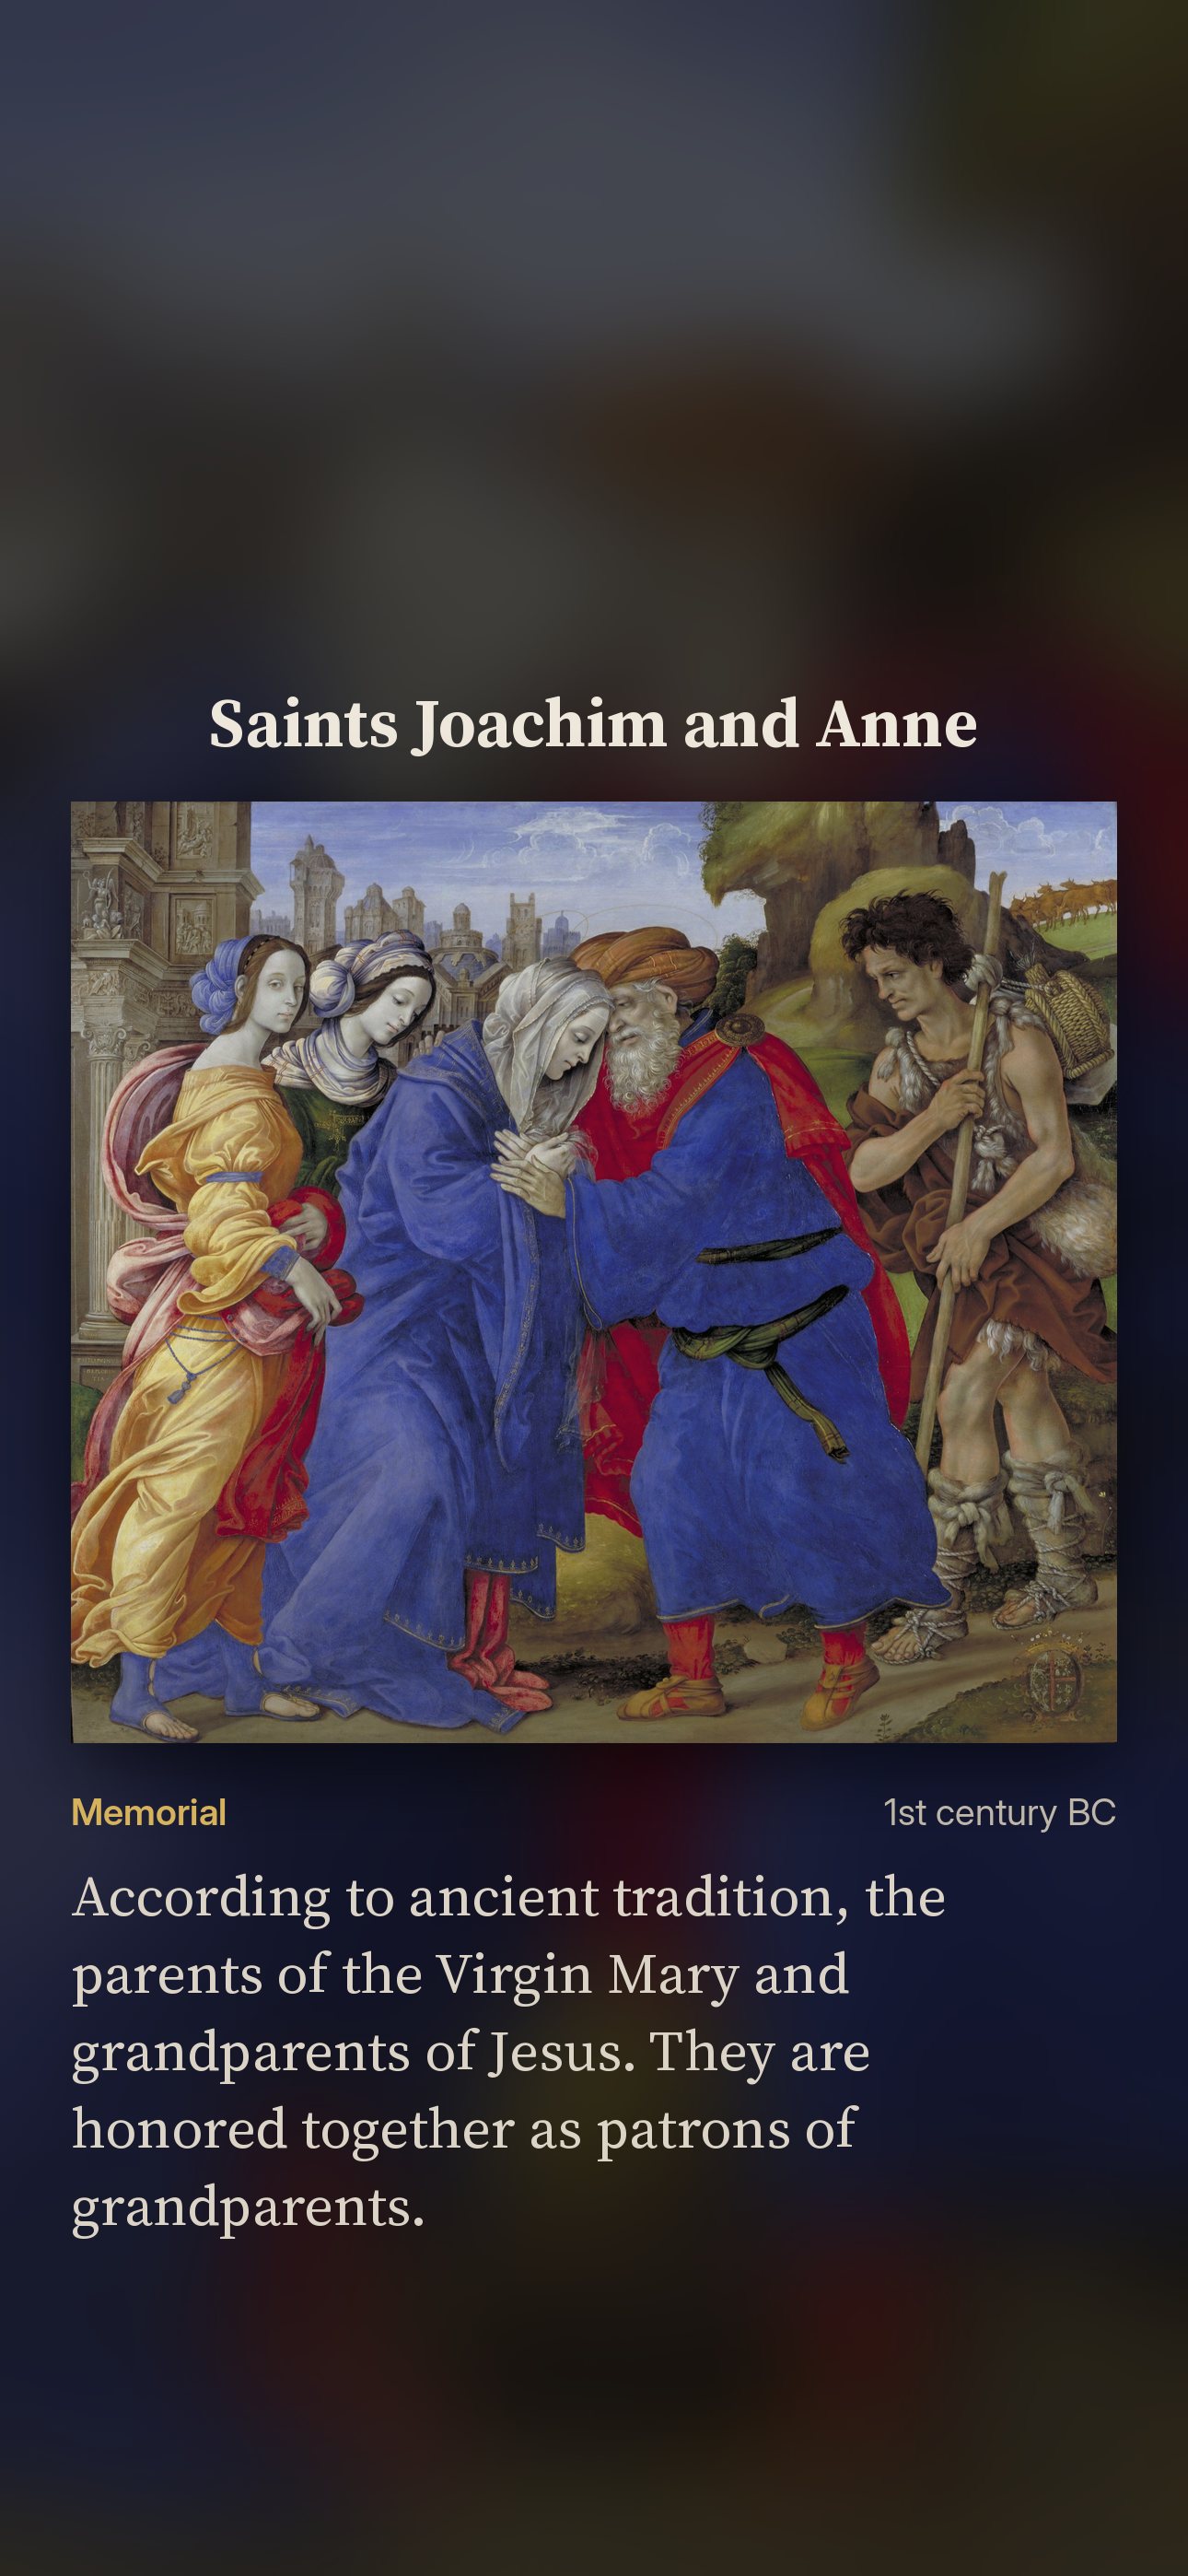 Saints Joachim and Anne
Memorial
1st century BC
According to ancient tradition, the
parents of the Virgin Mary and
grandparents of Jesus. They are
honored together as patrons of
grandparents.